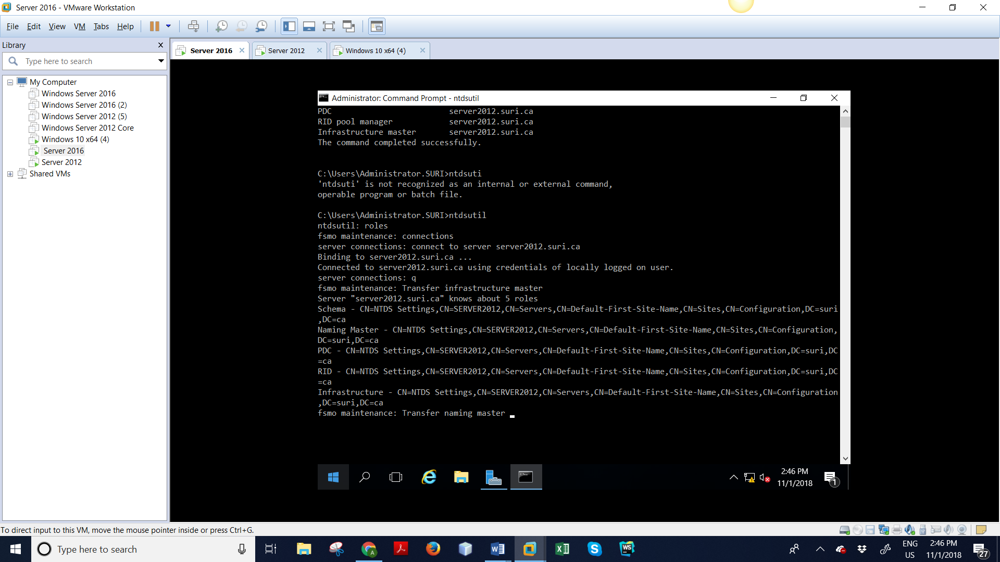 Server 2016 - VMware Workstation
File Edit View VM Tabs Help
Library
Type here to search
My Computer
Windows Server 2016
Windows Server 2016 (2)
Windows Server 2012 (5)
Windows Server 2012 Core
Windows 10 x64 (4)
Server 2016
Server 2012
Shared VMs
Server 2016 Server 2012 Windows 10 x64 (4)
Administrator: Command Prompt - ntdsutil
PDC server2012.suri.ca
RID pool manager server2012.suri.ca
Infrastructure master server2012.suri.ca
The command completed successfully.
C:\Users\Administrator.SURI>ntdsuti
'ntdsuti' is not recognized as an internal or external command,
operable program or batch file.
C:\Users\Administrator.SURI>ntdsutil
ntdsutil: roles
fsmo maintenance: connections
server connections: connect to server server2012.suri.ca
Binding to server2012.suri.ca ...
Connected to server2012.suri.ca using credentials of locally logged on user.
server connections: q
fsmo maintenance: Transfer infrastructure master
Server "server2012.suri.ca" knows about 5 roles
Schema - CN=NTDS Settings,CN=SERVER2012,CN=Servers,CN=Default-First-Site-Name,CN=Sites,CN=Configuration,DC=suri
,DC=ca
Naming Master - CN=NTDS Settings,CN=SERVER2012,CN=Servers,CN=Default-First-Site-Name,CN=Sites,CN=Configuration,
DC=suri,DC=ca
PDC - CN=NTDS Settings,CN=SERVER2012,CN=Servers,CN=Default-First-Site-Name,CN=Sites,CN=Configuration,DC=suri,DC
=ca
RID - CN=NTDS Settings,CN=SERVER2012,CN=Servers,CN=Default-First-Site-Name,CN=Sites,CN=Configuration,DC=suri,DC
=ca
Infrastructure - CN=NTDS Settings,CN=SERVER2012,CN=Servers,CN=Default-First-Site-Name,CN=Sites,CN=Configuration
,DC=suri,DC=ca
fsmo maintenance: Transfer naming master
2:46 PM
11/1/2018
1
To direct input to this VM, move the mouse pointer inside or press Ctrl+G.
Type here to search
A
WS
ENG
US
2:46 PM
11/1/2018
27